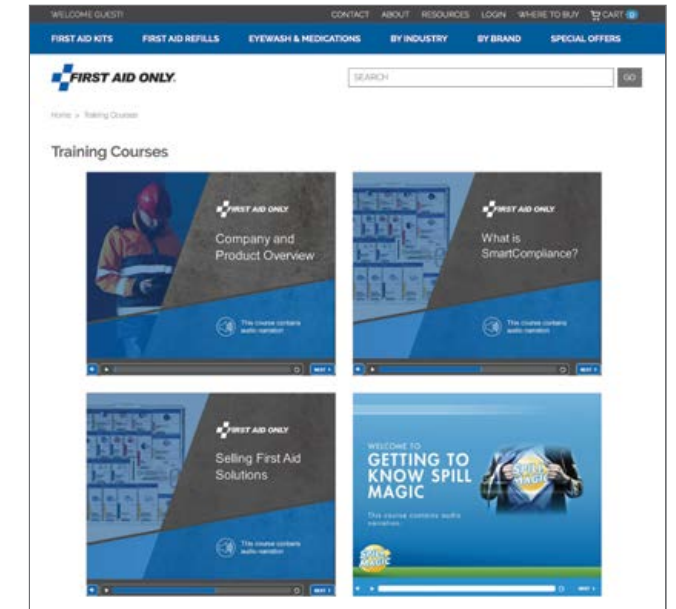 WELCOME GUEST!
CONTACT ABOUT RESOURCES LOGIN WHERE TO BUY CART 0
FIRST AID KITS FIRST AID REFILLS EYEWASH & MEDICATIONS BY INDUSTRY BY BRAND SPECIAL OFFERS
FIRST AID ONLY.
SEARCH
GO
Home > Training Courses
Training Courses
FIRST AID ONLY
Company and
Product Overview
This course contains
audio narration
NEXT >
FIRST AID ONLY
What is
SmartCompliance?
This course contains
audio narration
NEXT >
FIRST AID ONLY
Selling First Aid
Solutions
This course contains
audio narration
NEXT >
WELCOME TO
GETTING TO
KNOW SPILL
MAGIC
This course contains audio
narration.
SPILL
MAGIC
SPILL
MAGIC
NEXT >